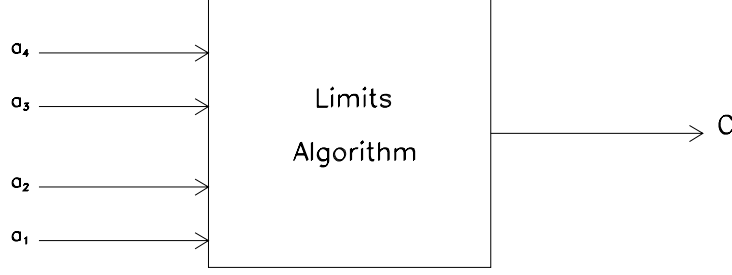 a₄
a₃
Limits
Algorithm
a₂
a₁